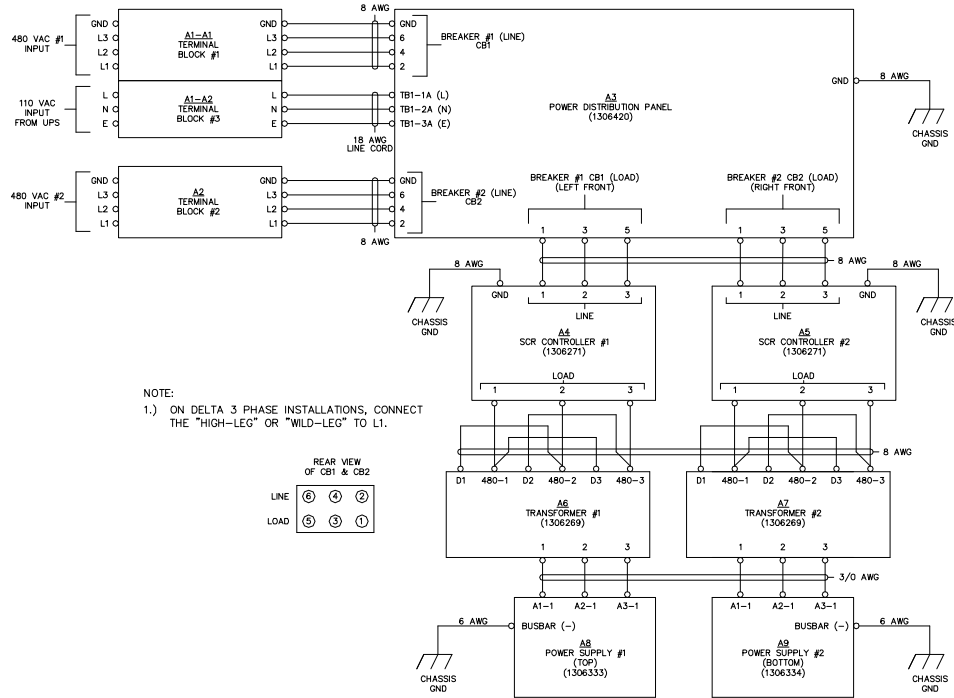 8 AWG
480 VAC #1
INPUT
GND
L3
L2
L1
A1-A1
TERMINAL
BLOCK #1
GND
L3
L2
L1
GND
6
4
2
BREAKER #1 (LINE)
CB1
110 VAC
INPUT
FROM UPS
L
N
E
A1-A2
TERMINAL
BLOCK #3
L
N
E
TB1-1A (L)
TB1-2A (N)
TB1-3A (E)
18 AWG
LINE CORD
A3
POWER DISTRIBUTION PANEL
(1306420)
GND
8 AWG
CHASSIS
GND
480 VAC #2
INPUT
GND
L3
L2
L1
A2
TERMINAL
BLOCK #2
GND
L3
L2
L1
GND
6
4
2
BREAKER #2 (LINE)
CB2
8 AWG
BREAKER #1 CB1 (LOAD)
(LEFT FRONT)
1 3 5
BREAKER #2 CB2 (LOAD)
(RIGHT FRONT)
1 3 5
8 AWG
8 AWG
CHASSIS
GND
GND
1 2 3
LINE
A4
SCR CONTROLLER #1
(1306271)
LOAD
1 2 3
8 AWG
CHASSIS
GND
1 2 3
GND
LINE
A5
SCR CONTROLLER #2
(1306271)
LOAD
1 2 3
NOTE:
1.) ON DELTA 3 PHASE INSTALLATIONS, CONNECT
THE "HIGH-LEG" OR "WILD-LEG" TO L1.
REAR VIEW
OF CB1 & CB2
LINE 6 4 2
LOAD 5 3 1
8 AWG
D1 480-1 D2 480-2 D3 480-3
A6
TRANSFORMER #1
(1306269)
1 2 3
D1 480-1 D2 480-2 D3 480-3
A7
TRANSFORMER #2
(1306269)
1 2 3
3/0 AWG
A1-1 A2-1 A3-1
6 AWG
BUSBAR (-)
A8
POWER SUPPLY #1
(TOP)
(1306333)
CHASSIS
GND
A1-1 A2-1 A3-1
BUSBAR (-)
6 AWG
A9
POWER SUPPLY #2
(BOTTOM)
(1306334)
CHASSIS
GND